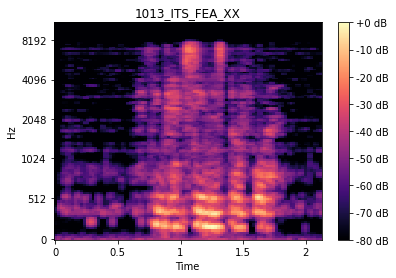 1013_ITS_FEA_XX
8192
4096
2048
1024
512
0
Hz
0
0.5
1
1.5
2
Time
+0 dB
-10 dB
-20 dB
-30 dB
-40 dB
-50 dB
-60 dB
-70 dB
-80 dB